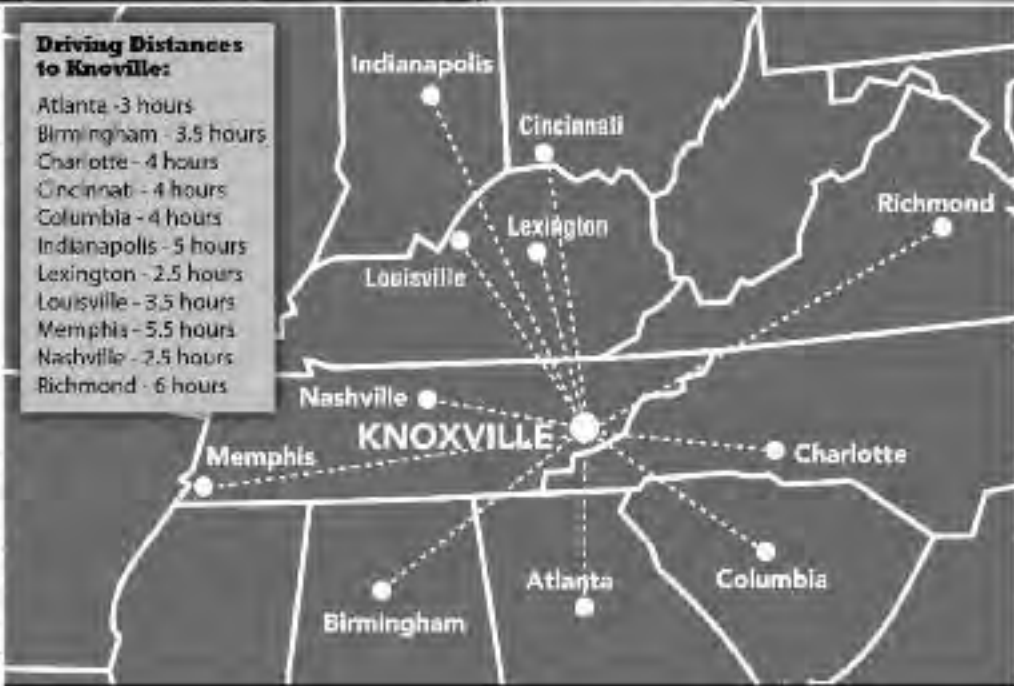 Driving Distances
to Knoville:
Atlanta -3 hours
Birmingham - 3.5 hours
Charlotte - 4 hours
Cincinnati - 4 hours
Columbia - 4 hours
Indianapolis - 5 hours
Lexington - 2.5 hours
Louisville - 3.5 hours
Memphis - 5.5 hours
Nashville - 2.5 hours
Richmond - 6 hours
Indianapolis
Cincinnati
Richmond
Lexington
Louisville
Nashville
KNOXVILLE
Memphis
Charlotte
Atlanta
Columbia
Birmingham